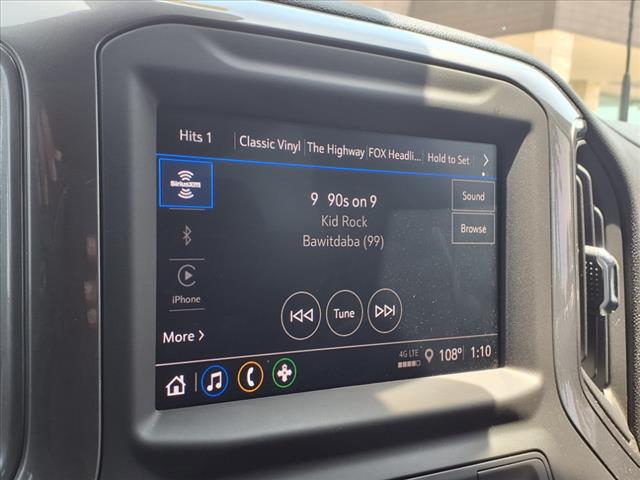 Hits 1 Classic Vinyl The Highway FOX Headli... Hold to Set
SiriusXM
9 90s on 9
Kid Rock
Bawitdaba (99)
Sound
Browse
iPhone
Tune
More
4G LTE 108° 1:10